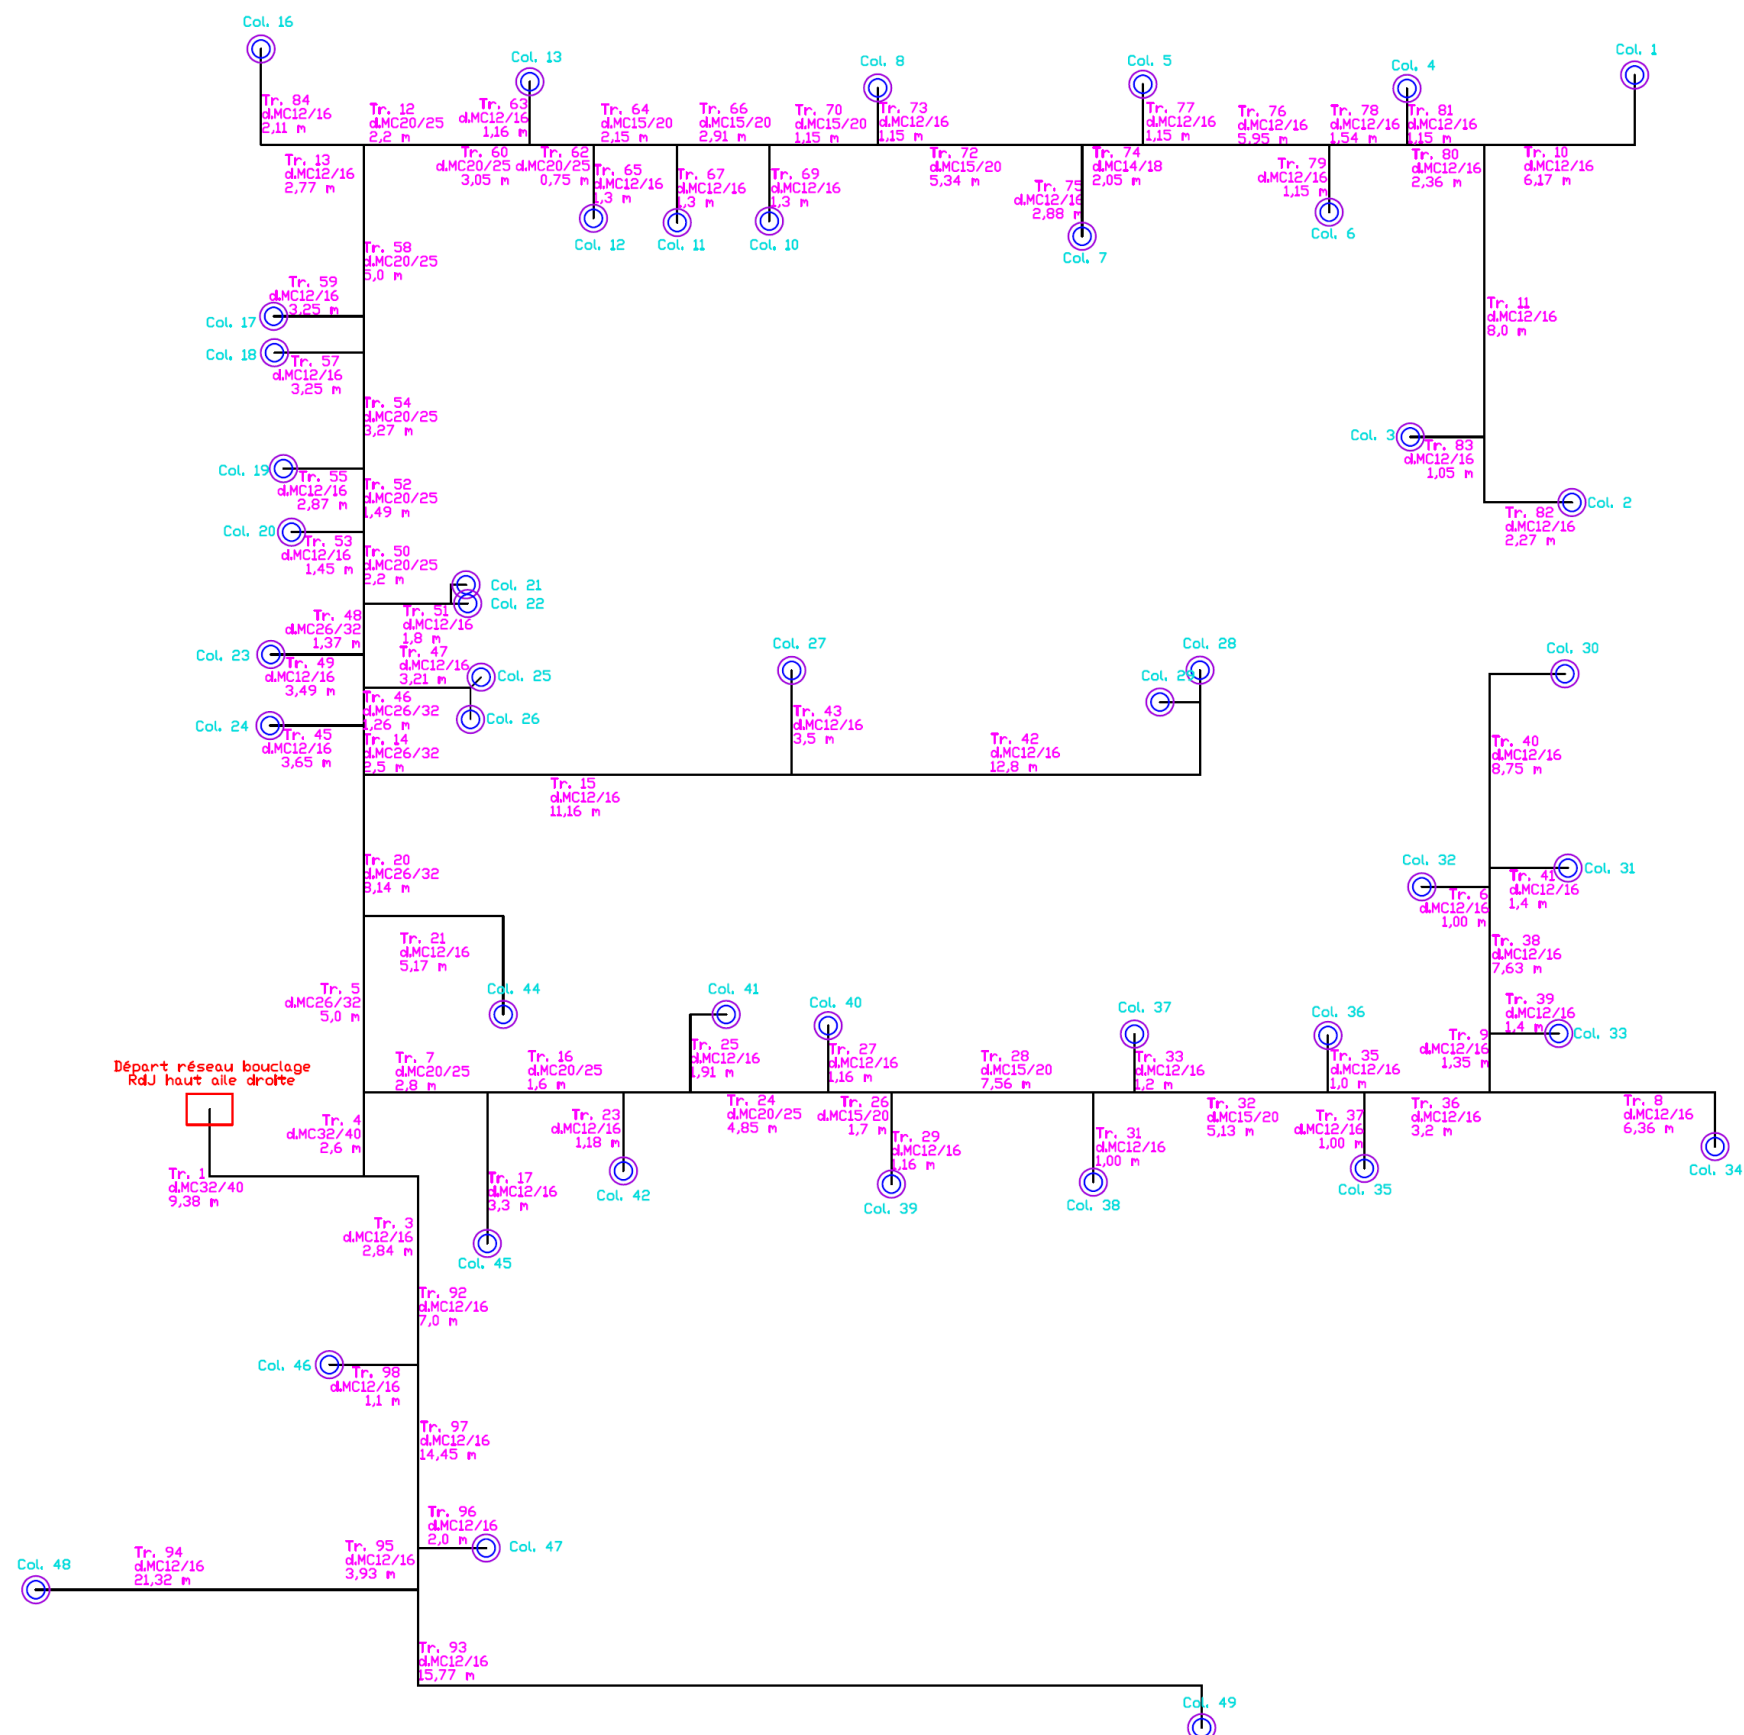 Col. 16
Col. 13
Col. 8
Col. 5
Col. 4
Col. 1
Tr. 84
d.MC12/16
2,11 m
Tr. 12
d.MC20/25
2,2 m
Tr. 63
d.MC12/16
1,16 m
Tr. 64
d.MC15/20
2,15 m
Tr. 66
d.MC15/20
2,91 m
Tr. 70
d.MC15/20
1,15 m
Tr. 73
d.MC12/16
1,15 m
Tr. 77
d.MC12/16
1,15 m
Tr. 76
d.MC12/16
5,95 m
Tr. 78
d.MC12/16
1,54 m
Tr. 81
d.MC12/16
1,15 m
Tr. 13
d.MC12/16
2,77 m
Tr. 60
d.MC20/25
3,05 m
Tr. 62
d.MC20/25
0,75 m
Tr. 65
d.MC12/16
1,3 m
Tr. 67
d.MC12/16
1,3 m
Tr. 69
d.MC12/16
1,3 m
Tr. 72
d.MC15/20
5,34 m
Tr. 75
d.MC12/16
2,88 m
Tr. 74
d.MC14/18
2,05 m
Tr. 79
d.MC12/16
1,15 m
Tr. 80
d.MC12/16
2,36 m
Tr. 10
d.MC12/16
6,17 m
Col. 12
Col. 11
Col. 10
Col. 7
Col. 6
Tr. 58
d.MC20/25
5,0 m
Tr. 59
d.MC12/16
3,25 m
Col. 17
Col. 18
Tr. 57
d.MC12/16
3,25 m
Tr. 11
d.MC12/16
8,0 m
Tr. 54
d.MC20/25
3,27 m
Col. 3
Tr. 83
d.MC12/16
1,05 m
Col. 19
Tr. 55
d.MC12/16
2,87 m
Tr. 52
d.MC20/25
1,49 m
Col. 2
Tr. 82
d.MC12/16
2,27 m
Col. 20
Tr. 53
d.MC12/16
1,45 m
Tr. 50
d.MC20/25
2,2 m
Col. 21
Col. 22
Tr. 48
d.MC26/32
1,37 m
Tr. 51
d.MC12/16
1,8 m
Col. 23
Tr. 49
d.MC12/16
3,49 m
Tr. 47
d.MC12/16
3,21 m
Col. 25
Col. 27
Col. 28
Col. 29
Col. 30
Tr. 46
d.MC26/32
1,26 m
Col. 26
Col. 24
Tr. 45
d.MC12/16
3,65 m
Tr. 14
d.MC26/32
2,5 m
Tr. 43
d.MC12/16
3,5 m
Tr. 42
d.MC12/16
12,8 m
Tr. 40
d.MC12/16
8,75 m
Tr. 15
d.MC12/16
11,16 m
Tr. 20
d.MC26/32
8,14 m
Col. 32
Col. 31
Tr. 6
d.MC12/16
1,00 m
Tr. 41
d.MC12/16
1,4 m
Tr. 21
d.MC12/16
5,17 m
Tr. 38
d.MC12/16
7,63 m
Tr. 5
d.MC26/32
5,0 m
Col. 44
Col. 41
Col. 40
Col. 37
Col. 36
Tr. 39
d.MC12/16
1,4 m
Col. 33
Départ réseau bouclage
RdJ haut aile droite
Tr. 7
d.MC20/25
2,8 m
Tr. 16
d.MC20/25
1,6 m
Tr. 25
d.MC12/16
1,91 m
Tr. 27
d.MC12/16
1,16 m
Tr. 28
d.MC15/20
7,56 m
Tr. 33
d.MC12/16
1,2 m
Tr. 35
d.MC12/16
1,0 m
Tr. 9
d.MC12/16
1,35 m
Tr. 4
d.MC32/40
2,6 m
Tr. 23
d.MC12/16
1,18 m
Tr. 24
d.MC20/25
4,85 m
Tr. 26
d.MC15/20
1,7 m
Tr. 29
d.MC12/16
1,16 m
Tr. 31
d.MC12/16
1,00 m
Tr. 32
d.MC15/20
5,13 m
Tr. 37
d.MC12/16
1,00 m
Tr. 36
d.MC12/16
3,2 m
Tr. 8
d.MC12/16
6,36 m
Tr. 1
d.MC32/40
9,38 m
Tr. 17
d.MC12/16
3,3 m
Col. 42
Col. 39
Col. 38
Col. 35
Col. 34
Tr. 3
d.MC12/16
2,84 m
Col. 45
Tr. 92
d.MC12/16
7,0 m
Col. 46
Tr. 98
d.MC12/16
1,1 m
Tr. 97
d.MC12/16
14,45 m
Tr. 96
d.MC12/16
2,0 m
Col. 47
Col. 48
Tr. 94
d.MC12/16
21,32 m
Tr. 95
d.MC12/16
3,93 m
Tr. 93
d.MC12/16
15,77 m
Col. 49